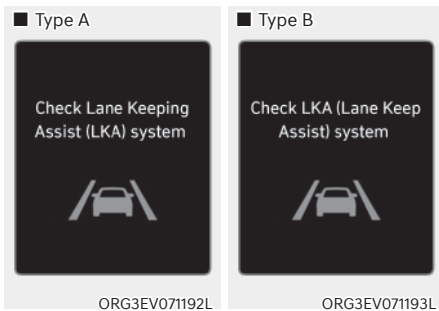 ■ Type A
Check Lane Keeping
Assist (LKA) system
ORG3EV071192L
■ Type B
Check LKA (Lane Keep
Assist) system
ORG3EV071193L